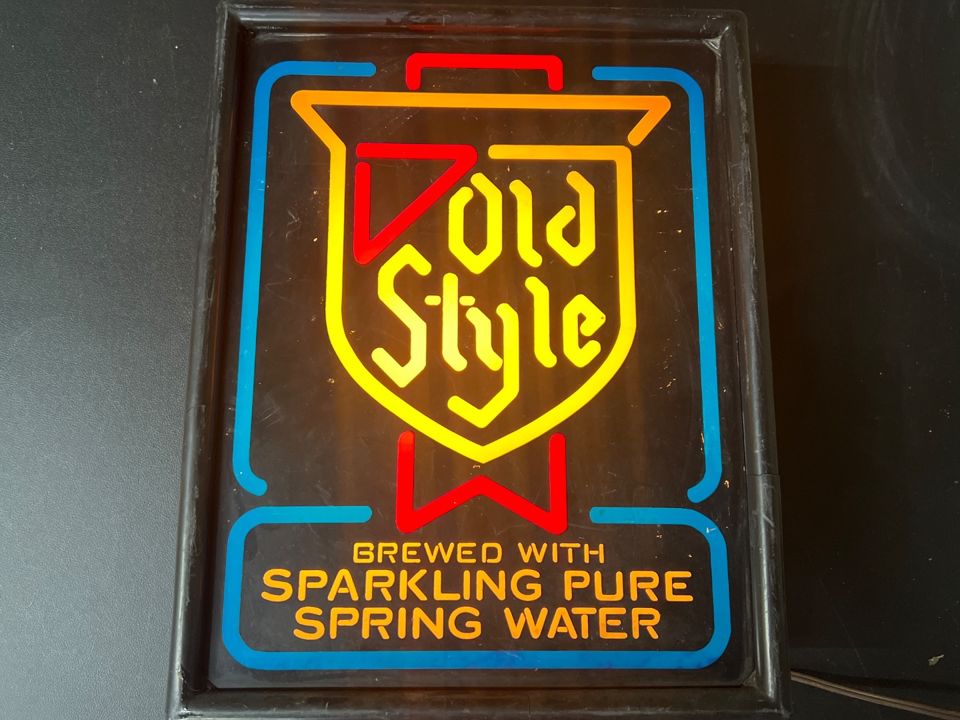 Old
Style
BREWED WITH
SPARKLING PURE
SPRING WATER